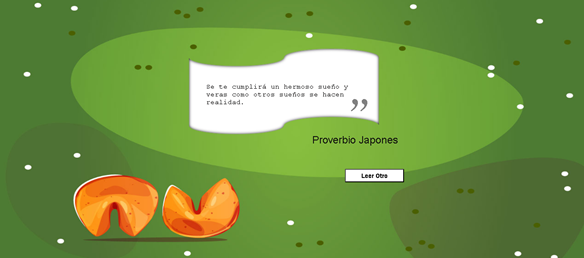 Se te cumplirá un hermoso sueño y
veras como otros sueños se hacen
realidad.
”
Proverbio Japones
Leer Otro